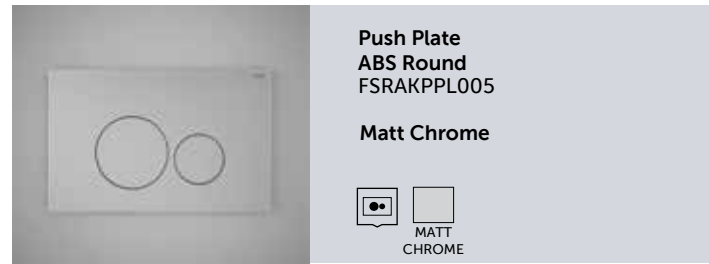 Push Plate
ABS Round
FSRAKPPL005
Matt Chrome
MATT
CHROME